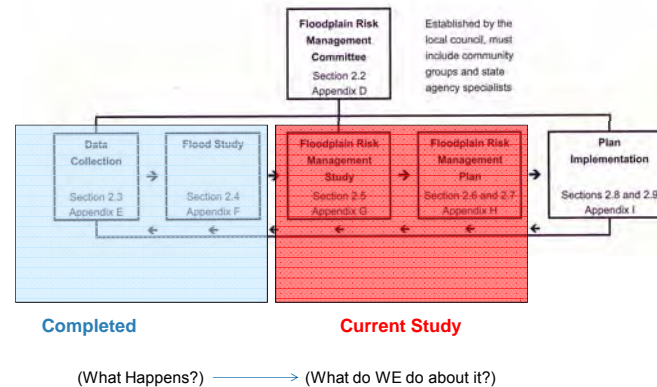 Floodplain Risk
Management
Committee
Section 2.2
Appendix D
Established by the
local council, must
include community
groups and state
agency specialists
Data
Collection
Section 2.3
Appendix E
Flood Study
Section 2.4
Appendix F
Floodplain Risk
Management
Study
Section 2.5
Appendix G
Floodplain Risk
Management
Plan
Section 2.6 and 2.7
Appendix H
Plan
Implementation
Sections 2.8 and 2.9
Appendix I
Completed
Current Study
(What Happens?)
(What do WE do about it?)